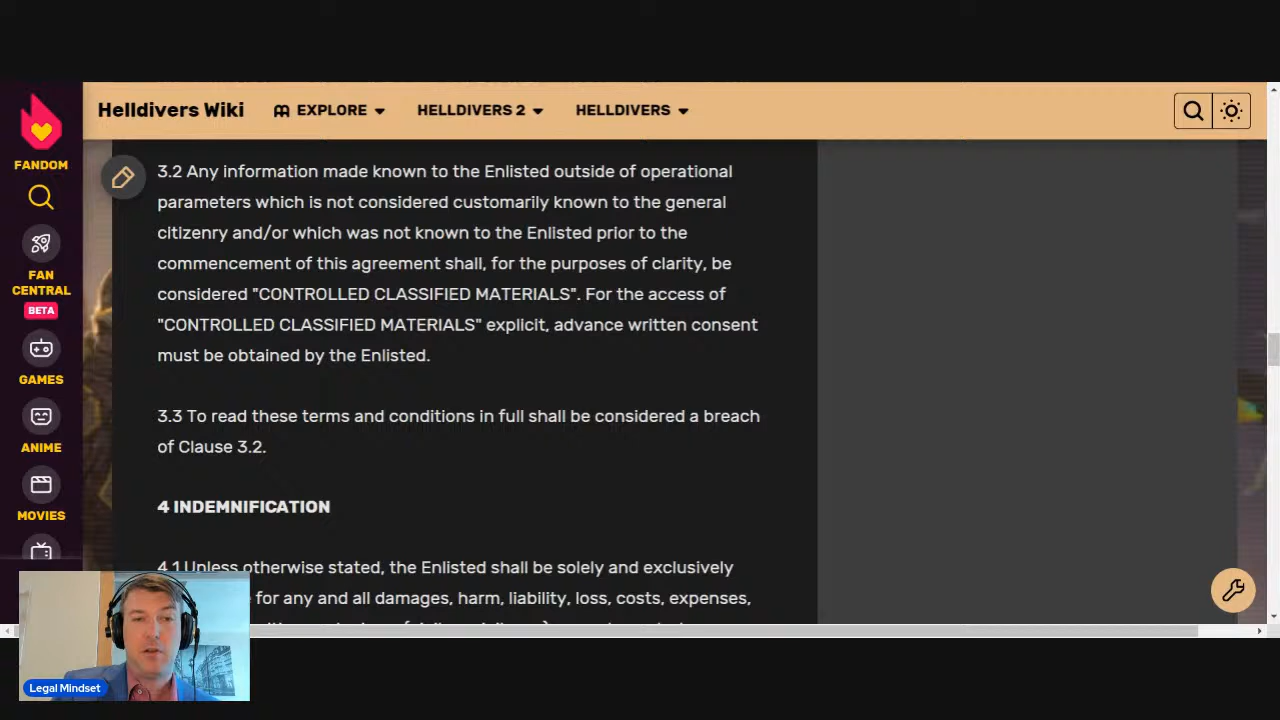 Helldivers Wiki
EXPLORE
HELLDIVERS 2
HELLDIVERS
FANDOM
FAN
CENTRAL
BETA
GAMES
ANIME
MOVIES
3.2 Any information made known to the Enlisted outside of operational
parameters which is not considered customarily known to the general
citizenry and/or which was not known to the Enlisted prior to the
commencement of this agreement shall, for the purposes of clarity, be
considered "CONTROLLED CLASSIFIED MATERIALS". For the access of
"CONTROLLED CLASSIFIED MATERIALS" explicit, advance written consent
must be obtained by the Enlisted.
3.3 To read these terms and conditions in full shall be considered a breach
of Clause 3.2.
4 INDEMNIFICATION
4.1 Unless otherwise stated, the Enlisted shall be solely and exclusively
for any and all damages, harm, liability, loss, costs, expenses,
Legal Mindset